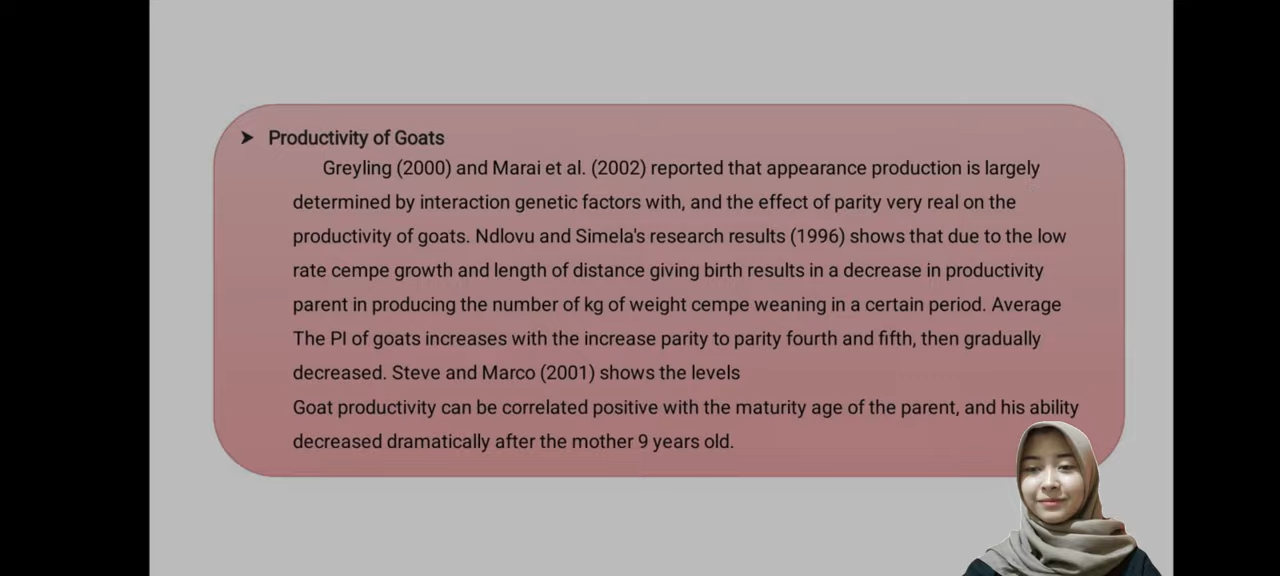 ➤ Productivity of Goats
Greyling (2000) and Marai et al. (2002) reported that appearance production is largely
determined by interaction genetic factors with, and the effect of parity very real on the
productivity of goats. Ndlovu and Simela's research results (1996) shows that due to the low
rate cempe growth and length of distance giving birth results in a decrease in productivity
parent in producing the number of kg of weight cempe weaning in a certain period. Average
The PI of goats increases with the increase parity to parity fourth and fifth, then gradually
decreased. Steve and Marco (2001) shows the levels
Goat productivity can be correlated positive with the maturity age of the parent, and his ability
decreased dramatically after the mother 9 years old.